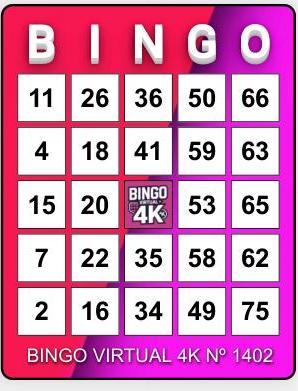 B I N G O
11 26 36 50 66
4 18 41 59 63
15 20 BINGO VIRTUAL 4K 53 65
7 22 35 58 62
2 16 34 49 75
BINGO VIRTUAL 4K Nº 1402